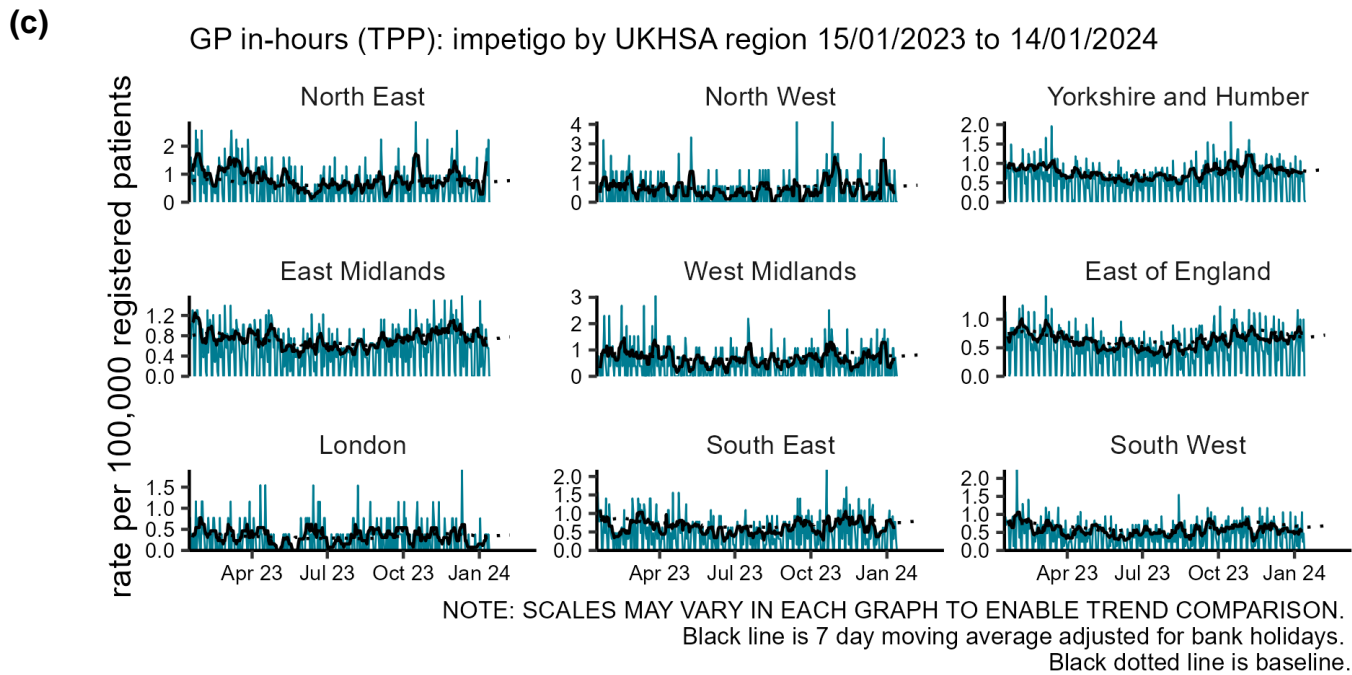 (c)
GP in-hours (TPP): impetigo by UKHSA region 15/01/2023 to 14/01/2024
rate per 100,000 registered patients
North East
2
1
0
North West
4
3
2
1
0
Yorkshire and Humber
2.0
1.5
1.0
0.5
0.0
East Midlands
1.2
0.8
0.4
0.0
West Midlands
3
2
1
0
East of England
1.0
0.5
0.0
London
1.5
1.0
0.5
0.0
Apr 23 Jul 23 Oct 23 Jan 24
South East
2.0
1.5
1.0
0.5
0.0
Apr 23 Jul 23 Oct 23 Jan 24
South West
2.0
1.5
1.0
0.5
0.0
Apr 23 Jul 23 Oct 23 Jan 24
NOTE: SCALES MAY VARY IN EACH GRAPH TO ENABLE TREND COMPARISON.
Black line is 7 day moving average adjusted for bank holidays.
Black dotted line is baseline.